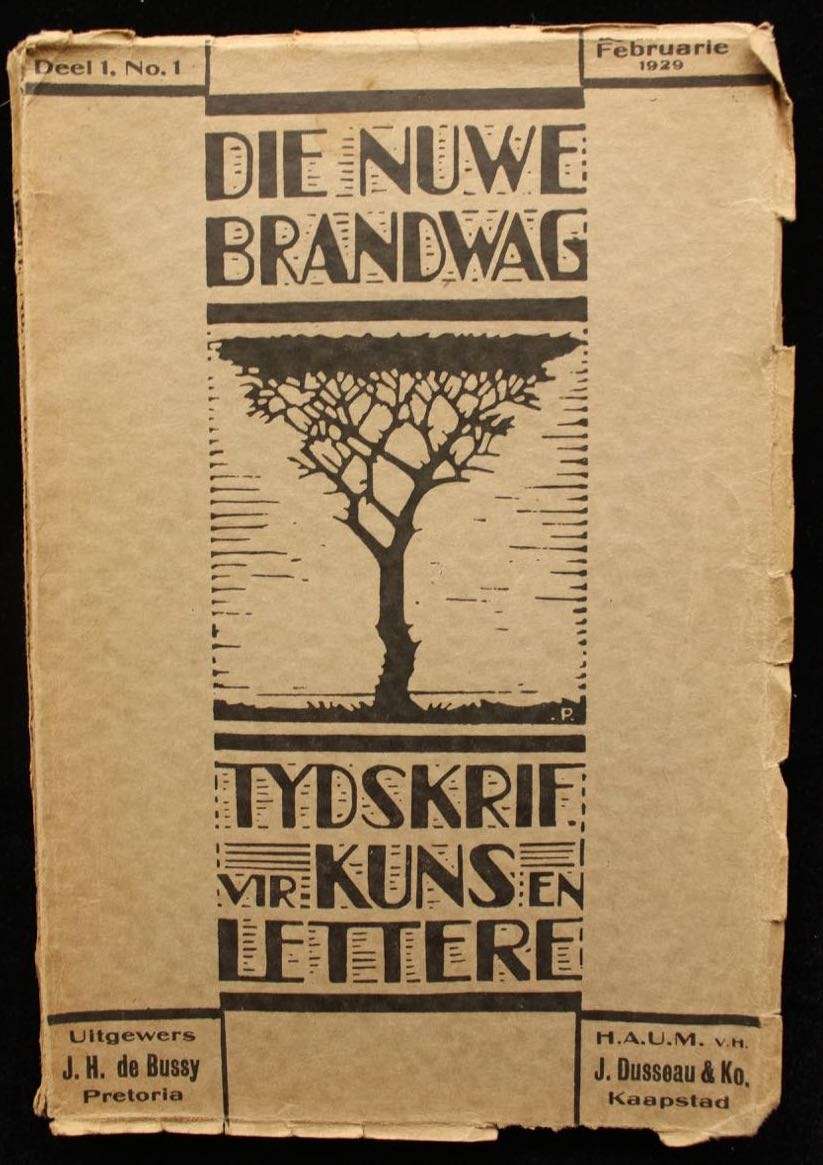 Deel 1, No. 1
Februarie
1929
DIE NUWE
BRANDWAG
.P.
TYDSKRIF
VIR KUNS EN
LETTERE
Uitgewers
J. H. de Bussy
Pretoria
H.A.U.M. V.H.
J. Dusseau & Ko.
Kaapstad